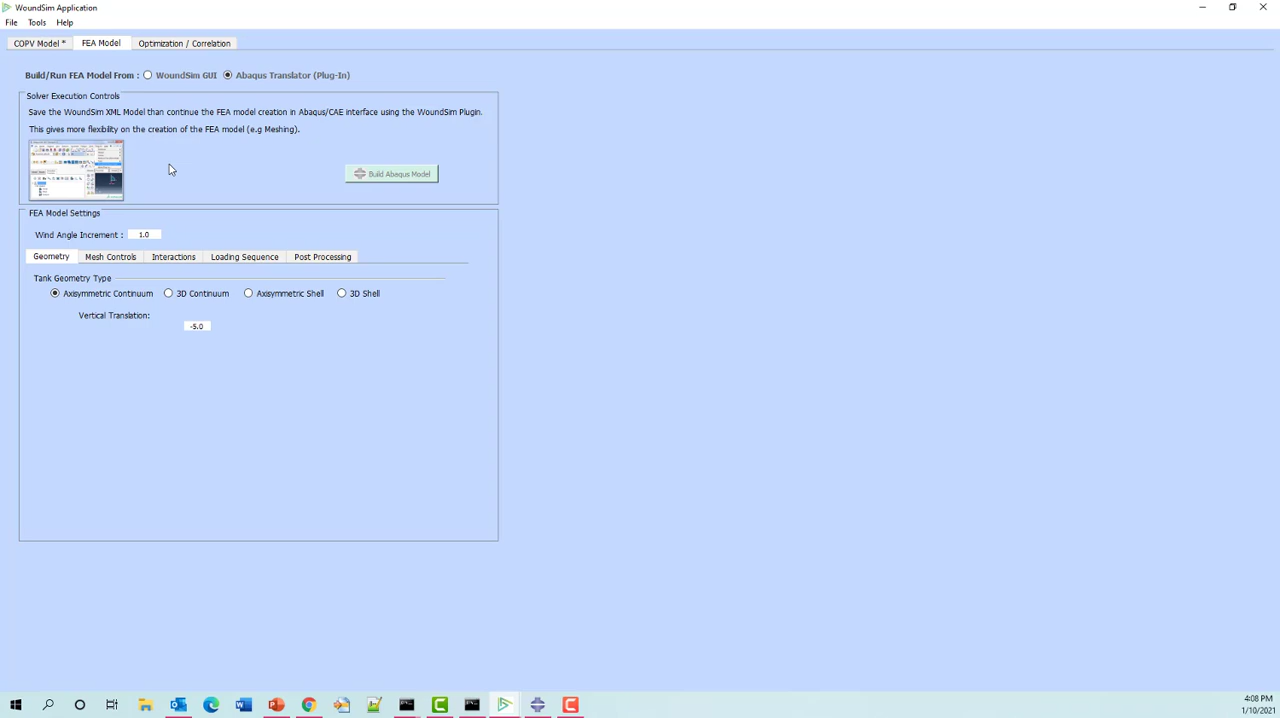 WoundSim Application
File Tools Help
COPV Model * FEA Model Optimization / Correlation
Build/Run FEA Model From : WoundSim GUI Abaqus Translator (Plug-In)
Solver Execution Controls
Save the WoundSim XML Model than continue the FEA model creation in Abaqus/CAE interface using the WoundSim Plugin.
This gives more flexibility on the creation of the FEA model (e.g Meshing).
Build Abaqus Model
FEA Model Settings
Wind Angle Increment : 1.0
Geometry Mesh Controls Interactions Loading Sequence Post Processing
Tank Geometry Type
Axisymmetric Continuum 3D Continuum Axisymmetric Shell 3D Shell
Vertical Translation:
-5.0
4:08 PM
1/10/2021